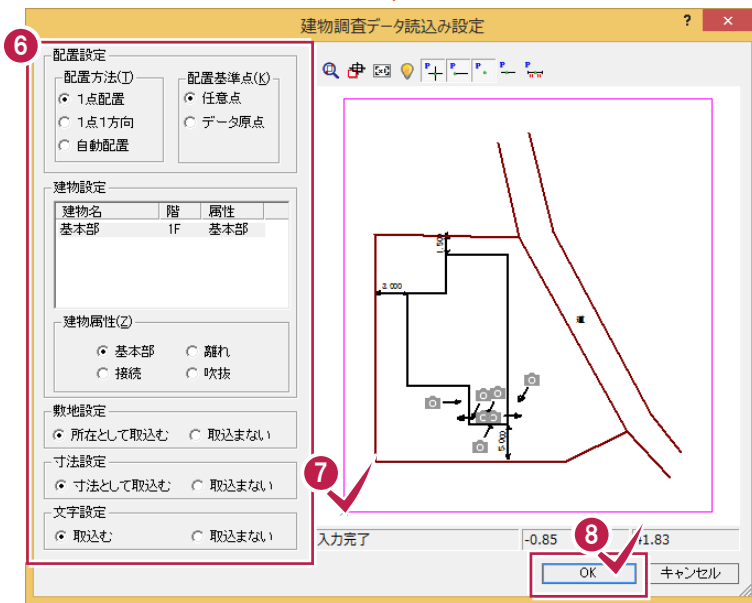 建物調査データ読込み設定
? ×
6
配置設定
配置方法(T)
1点配置
1点1方向
自動配置
配置基準点(K)
任意点
データ原点
建物設定
建物名 階 属性
基本部 1F 基本部
建物属性(Z)
基本部 離れ
接続 吹抜
敷地設定
所在として取込む 取込まない
寸法設定
寸法として取込む 取込まない
文字設定
取込む 取込まない
P P P P P
1.500
3.000
道
5.000
7
入力完了 -0.85
8
OK キャンセル